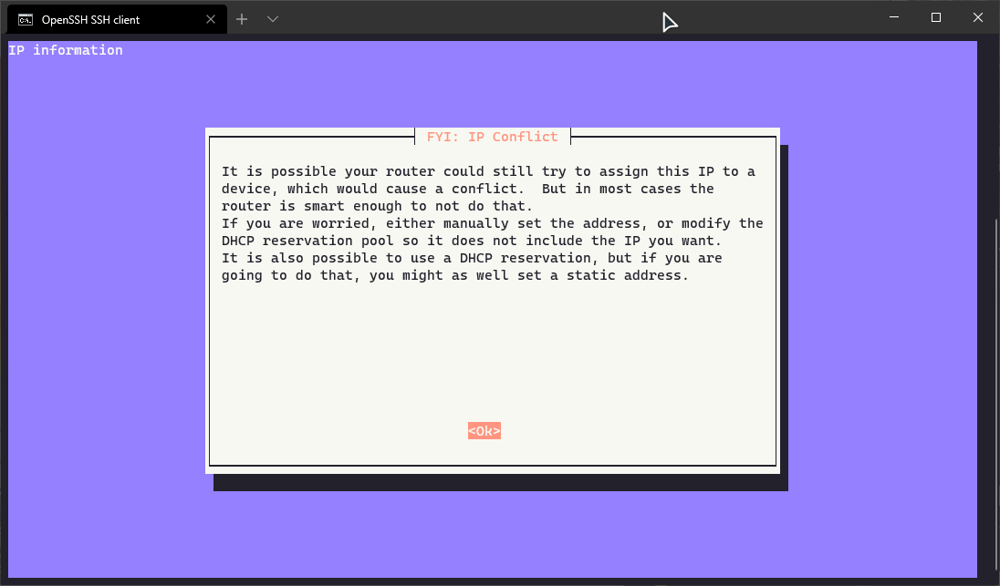 OpenSSH SSH client
IP information
FYI: IP Conflict
It is possible your router could still try to assign this IP to a
device, which would cause a conflict.  But in most cases the
router is smart enough to not do that.
If you are worried, either manually set the address, or modify the
DHCP reservation pool so it does not include the IP you want.
It is also possible to use a DHCP reservation, but if you are
going to do that, you might as well set a static address.
<Ok>